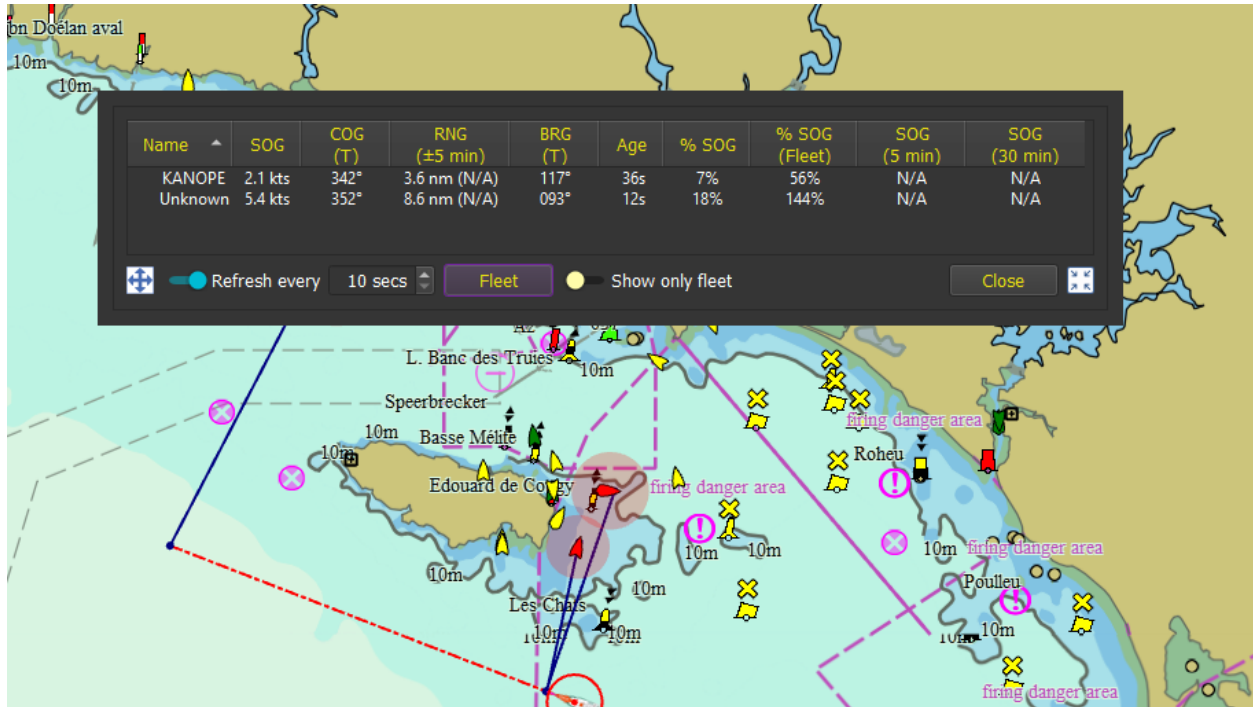 bn Doëlan aval
10m
10m
Name SOG COG (T) RNG (±5 min) BRG (T) Age % SOG % SOG (Fleet) SOG (5 min) SOG (30 min)
KANOPE 2.1 kts 342° 3.6 nm (N/A) 117° 36s 7% 56% N/A N/A
Unknown 5.4 kts 352° 8.6 nm (N/A) 093° 12s 18% 144% N/A N/A
Refresh every 10 secs Fleet Show only fleet Close
L. Banc des Truies
10m
Speerbrecker
firing danger area
10m
Basse Mélite
Roheu
10m
Edouard de Cougy
firing danger area
10m
10m
10m
firing danger area
10m
10m
Poulleu
Les Chats
10m
10m
10m
firing danger area